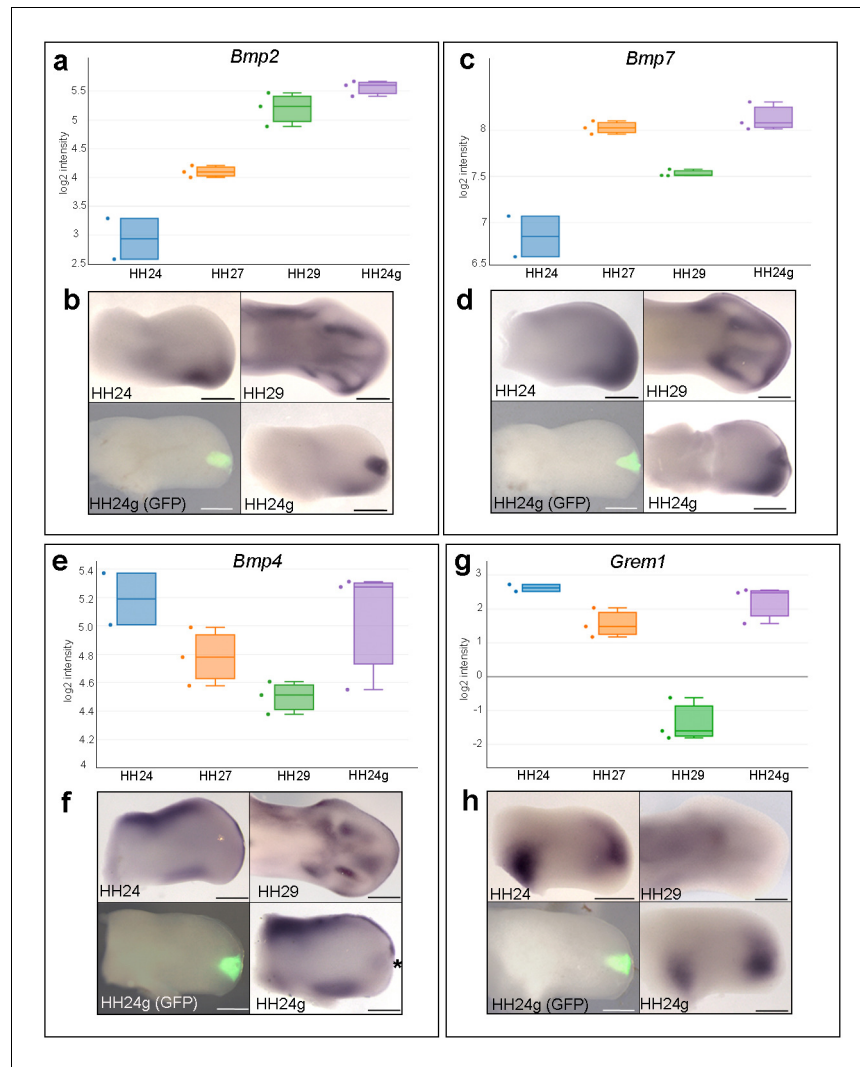 a
Bmp2
log2 intensity
5.5
5
4.5
4
3.5
3
2.5
HH24 HH27 HH29 HH24g
b
HH24
HH29
HH24g (GFP)
HH24g
c
Bmp7
log2 intensity
8
7.5
7
6.5
HH24 HH27 HH29 HH24g
d
HH24
HH29
HH24g (GFP)
HH24g
e
Bmp4
log2 intensity
5.4
5.2
5.0
4.8
4.6
4.4
4.2
4
HH24 HH27 HH29 HH24g
f
HH24
HH29
HH24g (GFP)
HH24g
*
g
Grem1
log2 intensity
3
2
1
0
-1
-2
HH24 HH27 HH29 HH24g
h
HH24
HH29
HH24g (GFP)
HH24g